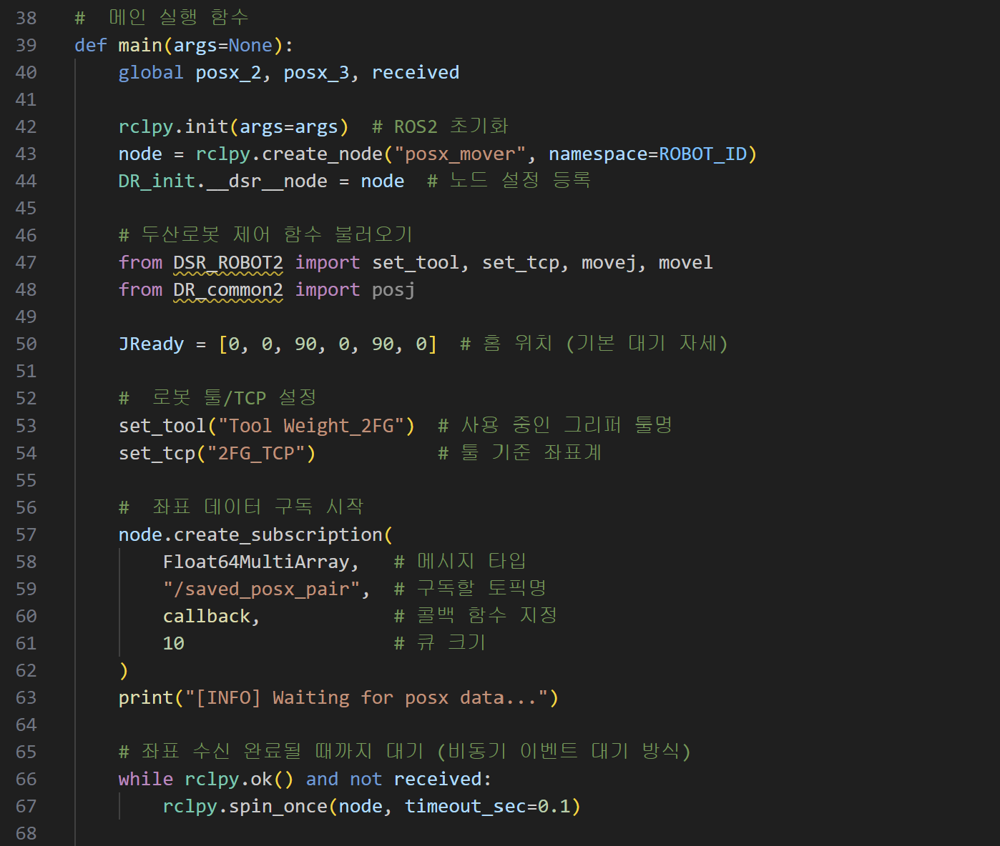 38 #  메인 실행 함수
39 def main(args=None):
40     global posx_2, posx_3, received
41
42     rclpy.init(args=args)  # ROS2 초기화
43     node = rclpy.create_node("posx_mover", namespace=ROBOT_ID)
44     DR_init.__dsr__node = node  # 노드 설정 등록
45
46     # 두산로봇 제어 함수 불러오기
47     from DSR_ROBOT2 import set_tool, set_tcp, movej, movel
48     from DR_common2 import posj
49
50     JReady = [0, 0, 90, 0, 90, 0]  # 홈 위치 (기본 대기 자세)
51
52     #  로봇 툴/TCP 설정
53     set_tool("Tool Weight_2FG")  # 사용 중인 그리퍼 툴명
54     set_tcp("2FG_TCP")           # 툴 기준 좌표계
55
56     #  좌표 데이터 구독 시작
57     node.create_subscription(
58         Float64MultiArray,   # 메시지 타입
59         "/saved_posx_pair",  # 구독할 토픽명
60         callback,            # 콜백 함수 지정
61         10                   # 큐 크기
62     )
63     print("[INFO] Waiting for posx data...")
64
65     # 좌표 수신 완료될 때까지 대기 (비동기 이벤트 대기 방식)
66     while rclpy.ok() and not received:
67         rclpy.spin_once(node, timeout_sec=0.1)
68